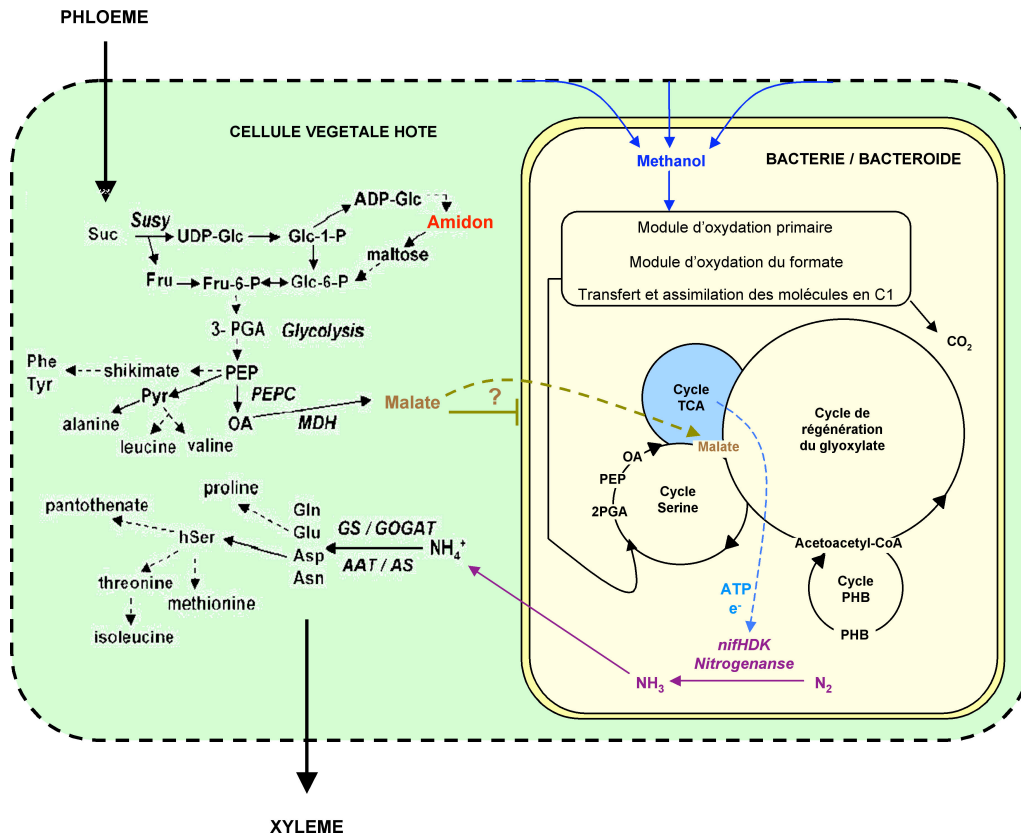 PHLOEME
CELLULE VEGETALE HOTE
BACTERIE / BACTEROIDE
Methanol
Module d'oxydation primaire
Module d'oxydation du formate
Transfert et assimilation des molécules en C1
CO₂
ADP-Glc
Amidon
Susy
Suc
UDP-Glc
Glc-1-P
maltose
Fru
Fru-6-P
Glc-6-P
3- PGA
Glycolysis
Phe
Tyr
shikimate
PEP
Pyr
PEPC
alanine
OA
MDH
leucine
valine
Malate
?
Cycle
TCA
Malate
Cycle de
régénération
du glyoxylate
OA
PEP
2PGA
Cycle
Serine
Acetoacetyl-CoA
Cycle
PHB
PHB
ATP
e-
nifHDK
Nitrogenanse
NH₃
N₂
proline
pantothenate
Gln
Glu
Asp
Asn
GS / GOGAT
AAT / AS
NH₄⁺
hSer
threonine
methionine
isoleucine
XYLEME